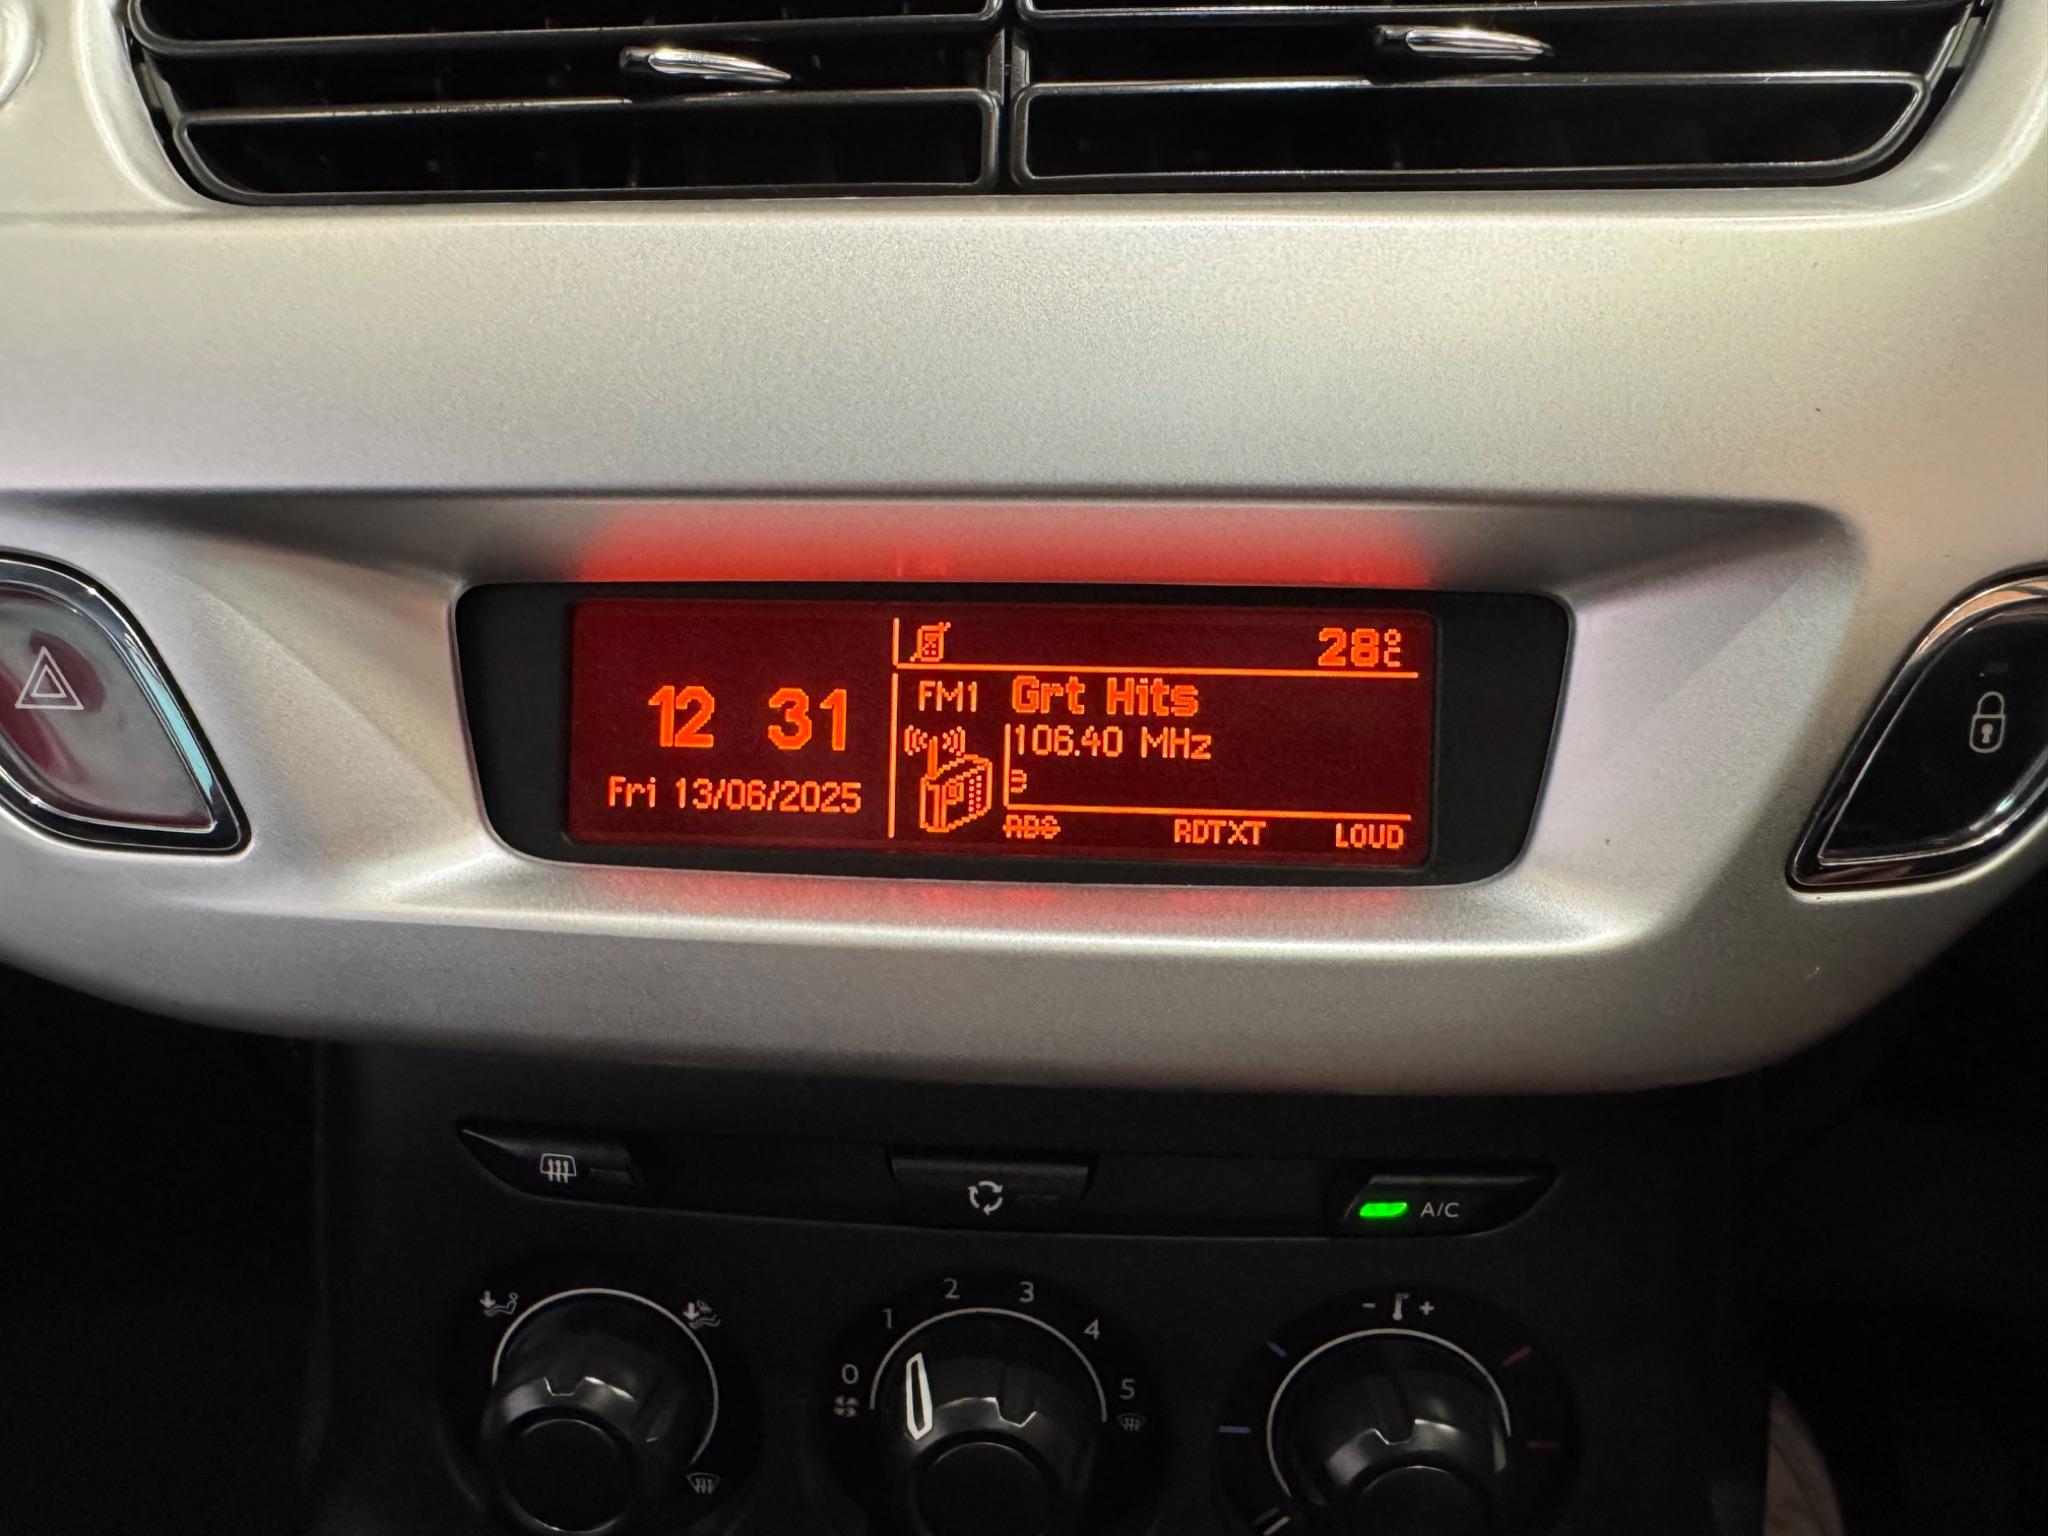 28°C
12 31
FM1 Grt Hits
106.40 MHz
3
Fri 13/06/2025
RDS RDTXT LOUD
A/C
0 1 2 3 4 5
- +